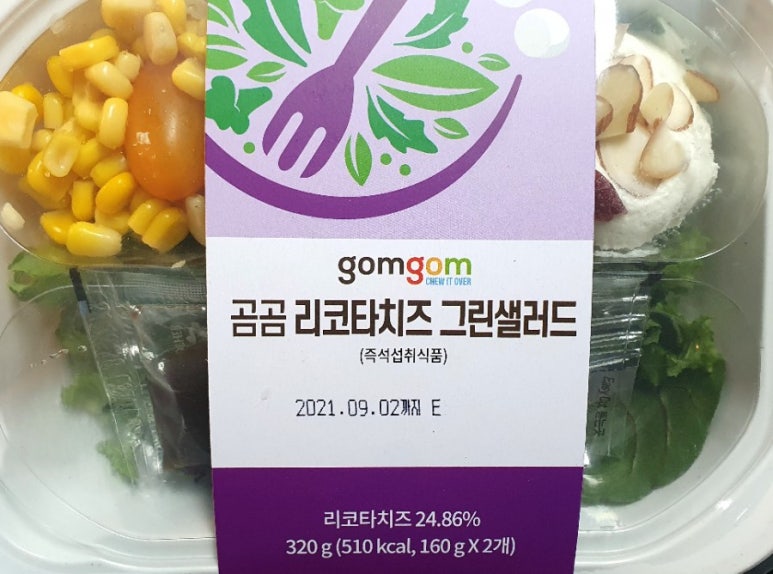 gomgom
CHEW IT OVER
곰곰 리코타치즈 그린샐러드
(즉석섭취식품)
2021.09.02까지 E
리코타치즈 24.86%
320 g (510 kcal, 160 g X 2개)